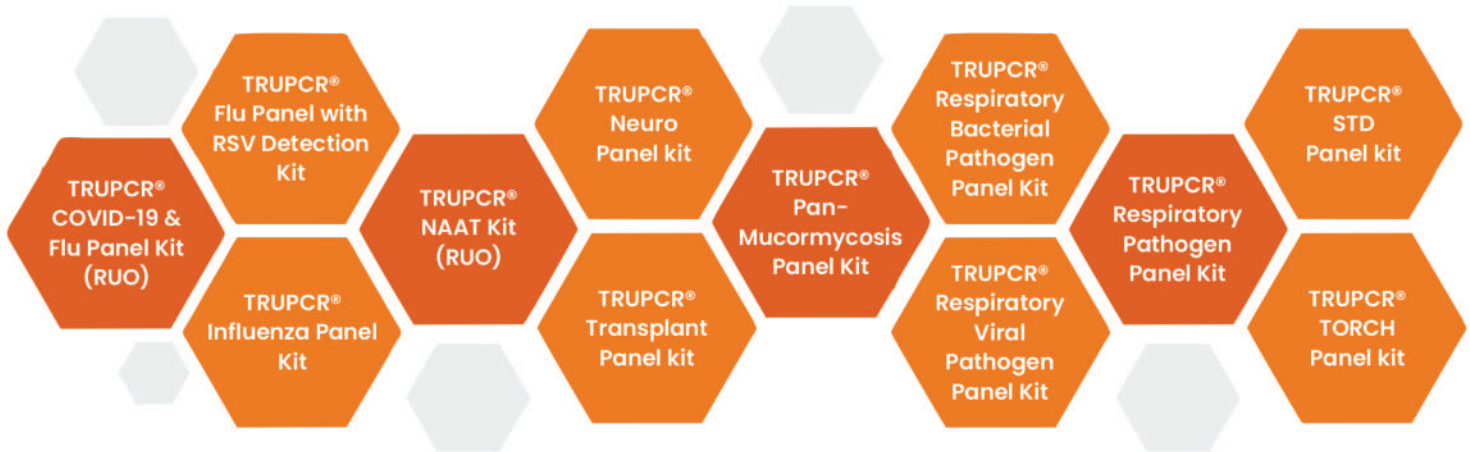 TRUPCR®
COVID-19 &
Flu Panel Kit
(RUO)
TRUPCR®
Flu Panel with
RSV Detection
Kit
TRUPCR®
Influenza Panel
Kit
TRUPCR®
NAAT Kit
(RUO)
TRUPCR®
Neuro
Panel kit
TRUPCR®
Transplant
Panel kit
TRUPCR®
Pan-
Mucormycosis
Panel Kit
TRUPCR®
Respiratory
Bacterial
Pathogen
Panel Kit
TRUPCR®
Respiratory
Viral
Pathogen
Panel Kit
TRUPCR®
Respiratory
Pathogen
Panel Kit
TRUPCR®
STD
Panel kit
TRUPCR®
TORCH
Panel kit